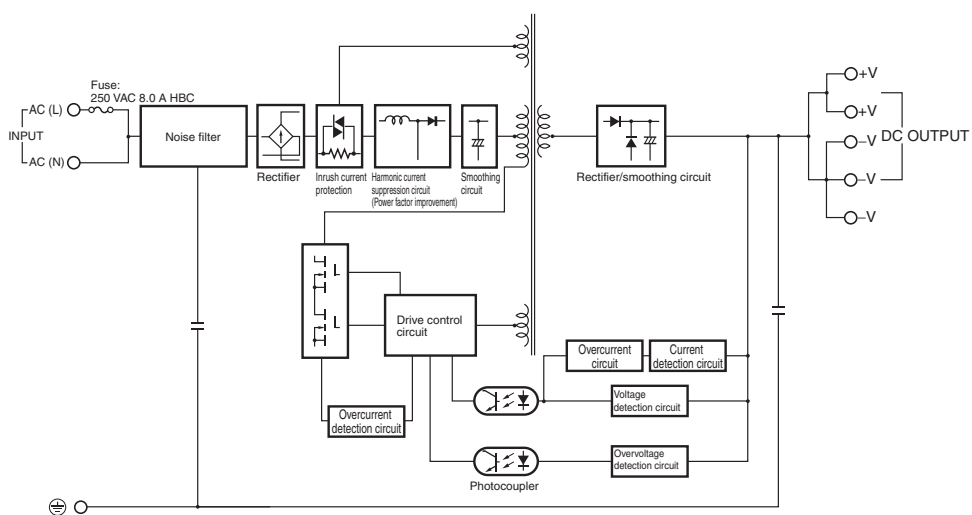 Fuse:
250 VAC 8.0 A HBC
AC (L)
INPUT
AC (N)
Noise filter
Rectifier
Inrush current
protection
Harmonic current
suppression circuit
(Power factor improvement)
Smoothing
circuit
Rectifier/smoothing circuit
+V
+V
–V
–V
–V
DC OUTPUT
Drive control
circuit
Overcurrent
detection circuit
Overcurrent
circuit
Current
detection circuit
Voltage
detection circuit
Overvoltage
detection circuit
Photocoupler